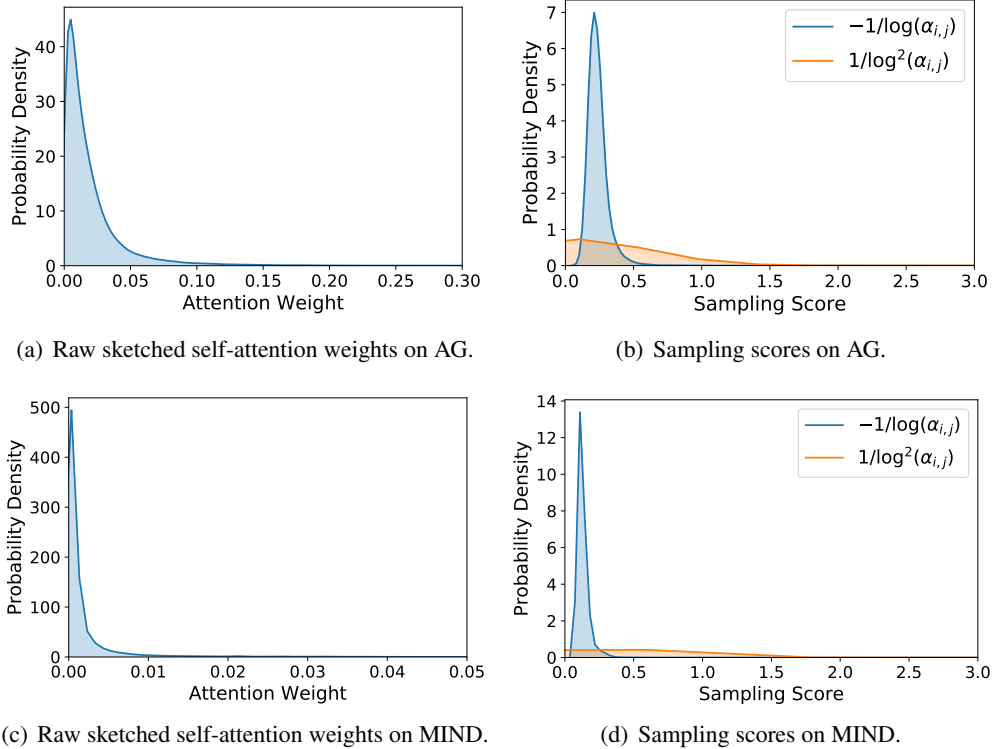 40
30
20
10
0
Probability Density
0.00 0.05 0.10 0.15 0.20 0.25 0.30
Attention Weight
(a) Raw sketched self-attention weights on AG.
7
6
5
4
3
2
1
0
Probability Density
−1/log(α_{i,j})
1/log²(α_{i,j})
0.0 0.5 1.0 1.5 2.0 2.5 3.0
Sampling Score
(b) Sampling scores on AG.
500
400
300
200
100
0
Probability Density
0.00 0.01 0.02 0.03 0.04 0.05
Attention Weight
(c) Raw sketched self-attention weights on MIND.
14
12
10
8
6
4
2
0
Probability Density
−1/log(α_{i,j})
1/log²(α_{i,j})
0.0 0.5 1.0 1.5 2.0 2.5 3.0
Sampling Score
(d) Sampling scores on MIND.